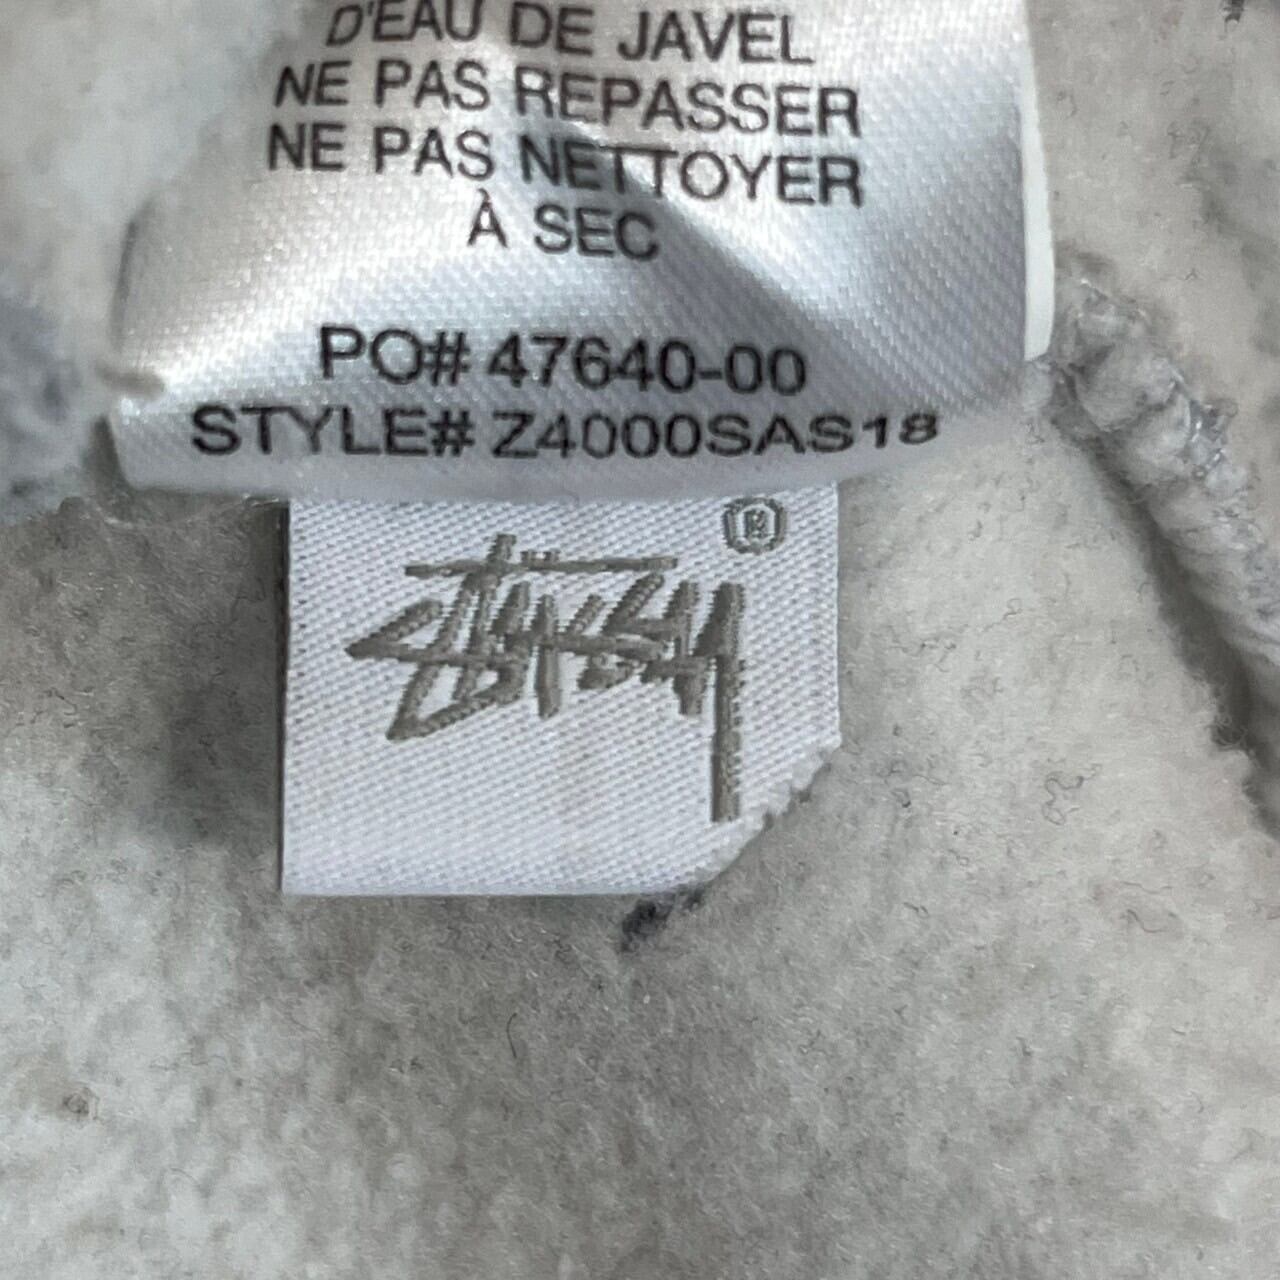 D'EAU DE JAVEL
NE PAS REPASSER
NE PAS NETTOYER
À SEC
PO# 47640-00
STYLE# Z4000SAS18
®
Stüssy